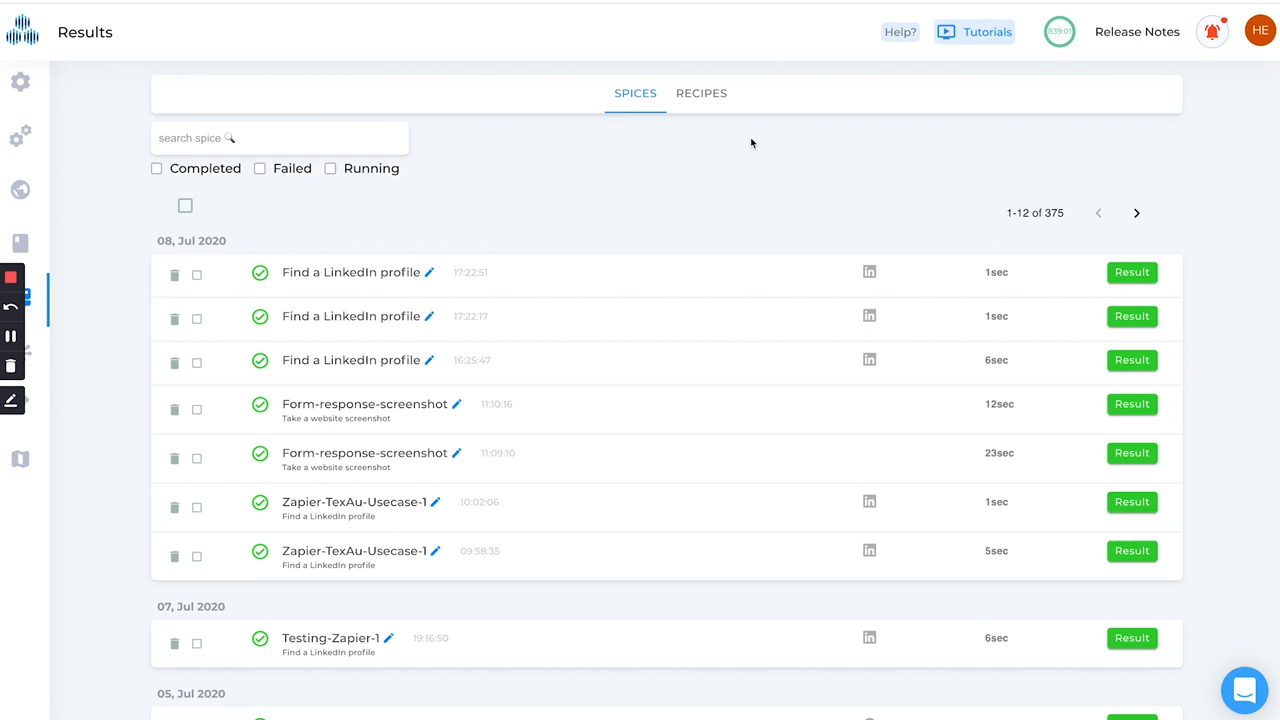 Results
Help?
Tutorials
839:01
Release Notes
HE
SPICES
RECIPES
search spice
Completed
Failed
Running
1-12 of 375
08, Jul 2020
Find a LinkedIn profile 17:22:51 1sec Result
Find a LinkedIn profile 17:22:17 1sec Result
Find a LinkedIn profile 16:25:47 6sec Result
Form-response-screenshot 11:10:16 12sec Result
Take a website screenshot
Form-response-screenshot 11:09:10 23sec Result
Take a website screenshot
Zapier-TexAu-Usecase-1 10:02:06 1sec Result
Find a LinkedIn profile
Zapier-TexAu-Usecase-1 09:58:35 5sec Result
Find a LinkedIn profile
07, Jul 2020
Testing-Zapier-1 19:16:50 6sec Result
Find a LinkedIn profile
05, Jul 2020